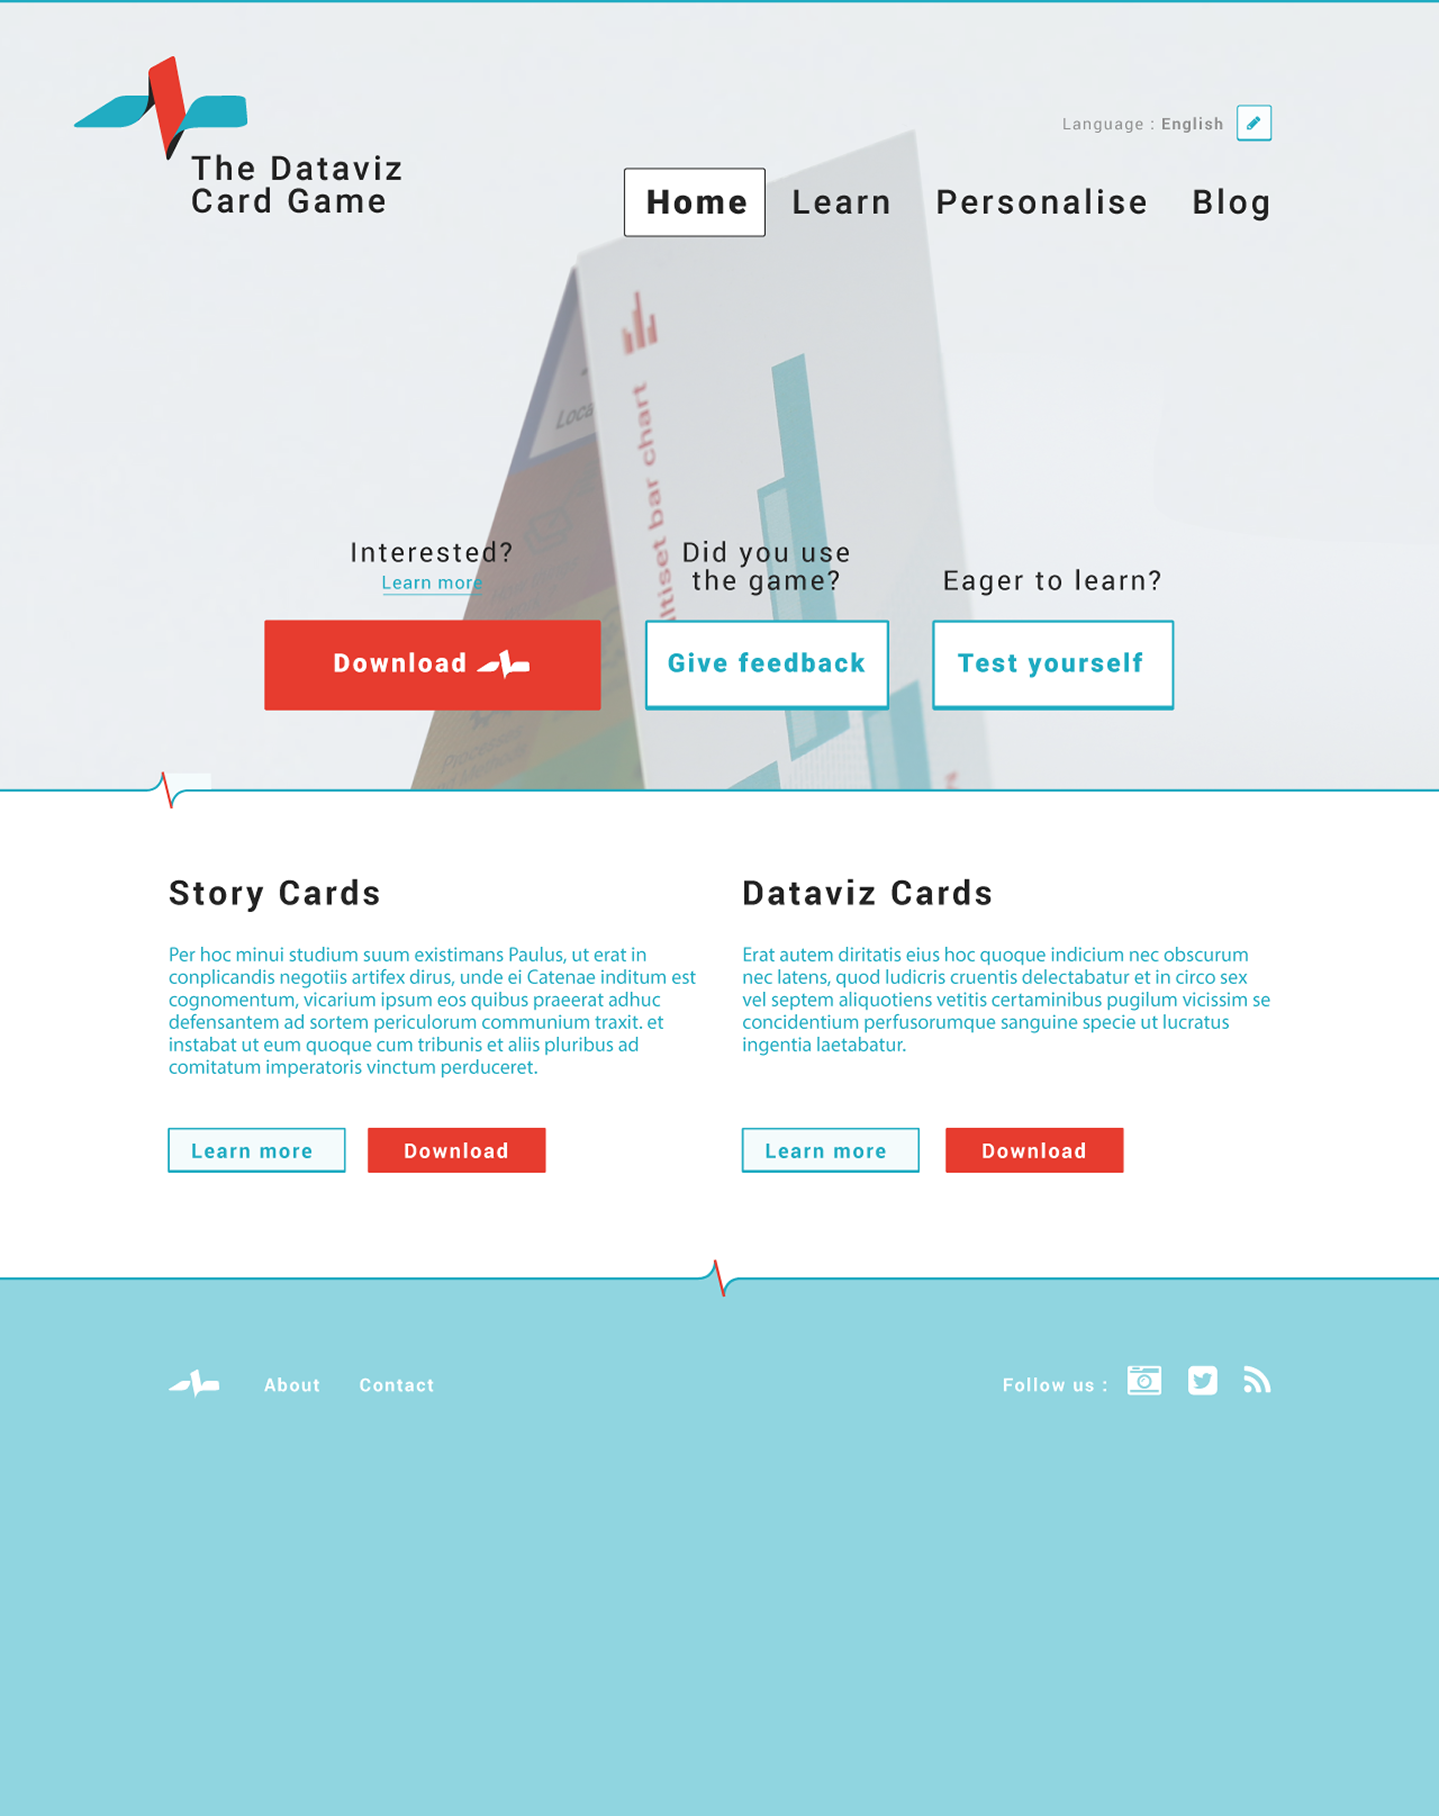 The Dataviz
Card Game
Language : English
Home
Learn
Personalise
Blog
multiset bar chart
Interested?
Learn more
Download
Did you use
the game?
Give feedback
Eager to learn?
Test yourself
Processes
and Methods
Story Cards
Per hoc minui studium suum existimans Paulus, ut erat in
conplicandis negotiis artifex dirus, unde ei Catenae inditum est
cognomentum, vicarium ipsum eos quibus praeerat adhuc
defensantem ad sortem periculorum communium traxit. et
instabat ut eum quoque cum tribunis et aliis pluribus ad
comitatum imperatoris vinctum perduceret.
Learn more
Download
Dataviz Cards
Erat autem diritatis eius hoc quoque indicium nec obscurum
nec latens, quod ludicris cruentis delectabatur et in circo sex
vel septem aliquotiens vetitis certaminibus pugilum vicissim se
concidentium perfusorumque sanguine specie ut lucratus
ingentia laetabatur.
Learn more
Download
About
Contact
Follow us :